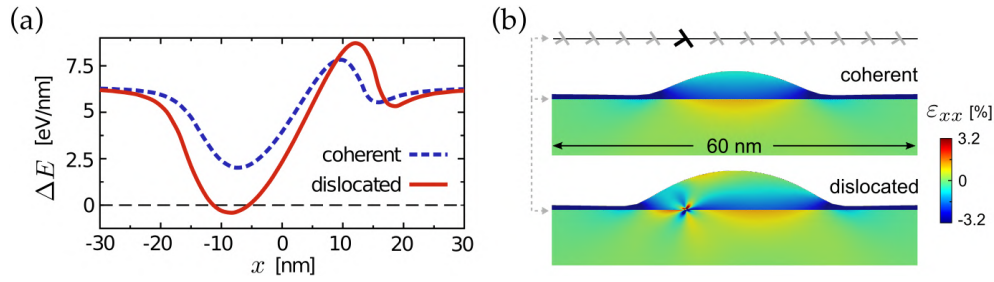 (a)
ΔE [eV/nm]
7.5
5
2.5
0
coherent
dislocated
-30 -20 -10 0 10 20 30
x [nm]
(b)
coherent
60 nm
dislocated
εxx [%]
3.2
0
-3.2